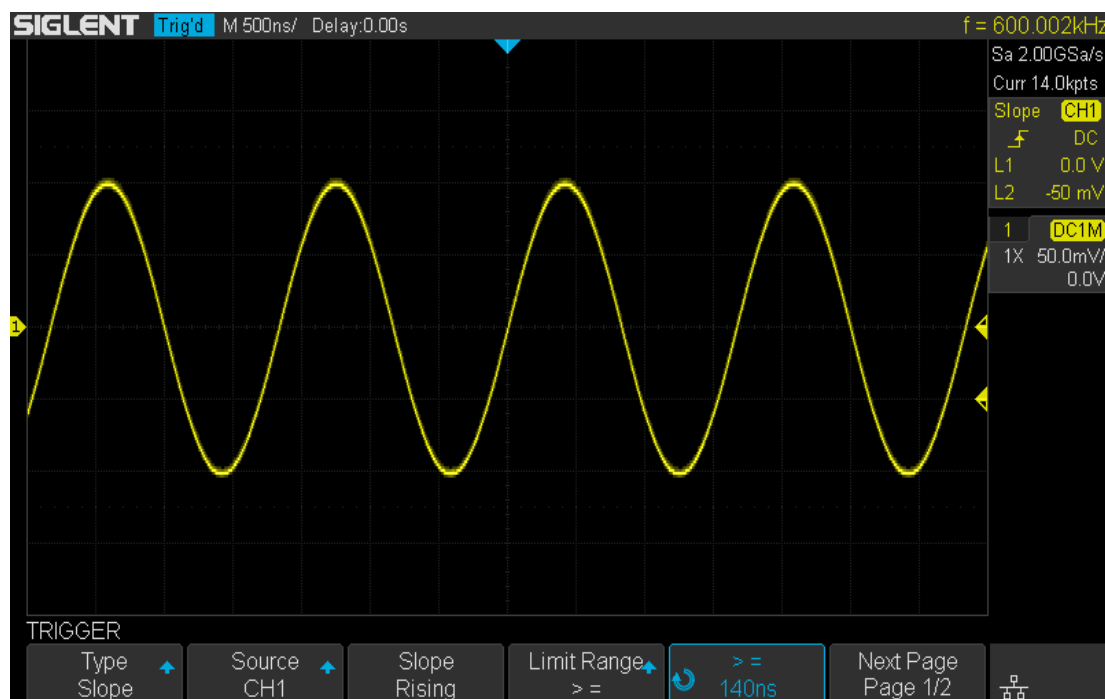 SIGLENT Trig'd M 500ns/ Delay:0.00s f = 600.002kHz
Sa 2.00GSa/s
Curr 14.0kpts
Slope CH1
DC
L1 0.0 V
L2 -50 mV
1 DC1M
1X 50.0mV/
0.0V
1
TRIGGER
Type Source Slope Limit Range > = Next Page
Slope CH1 Rising > = 140ns Page 1/2